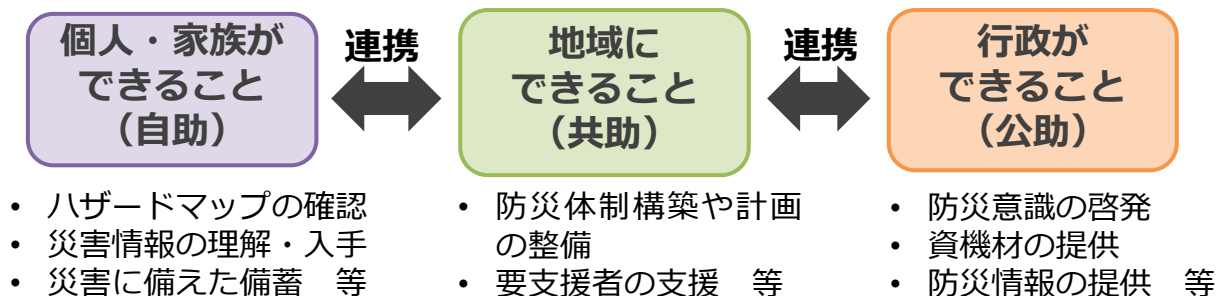 個人・家族が
できること
（自助）
連携
地域に
できること
（共助）
連携
行政が
できること
（公助）
• ハザードマップの確認
• 災害情報の理解・入手
• 災害に備えた備蓄　等
• 防災体制構築や計画
の整備
• 要支援者の支援　等
• 防災意識の啓発
• 資機材の提供
• 防災情報の提供　等